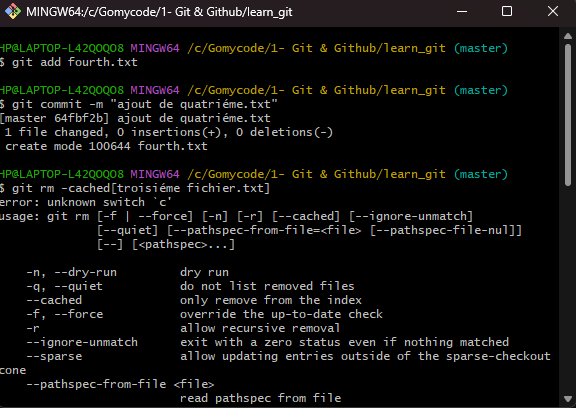 MINGW64:/c/Gomycode/1- Git & Github/learn_git
HP@LAPTOP-L42QOQO8 MINGW64 /c/Gomycode/1- Git & Github/learn_git (master)
$ git add fourth.txt
HP@LAPTOP-L42QOQO8 MINGW64 /c/Gomycode/1- Git & Github/learn_git (master)
$ git commit -m "ajout de quatriéme.txt"
[master 64fbf2b] ajout de quatriéme.txt
1 file changed, 0 insertions(+), 0 deletions(-)
create mode 100644 fourth.txt
HP@LAPTOP-L42QOQO8 MINGW64 /c/Gomycode/1- Git & Github/learn_git (master)
$ git rm -cached[troisiéme fichier.txt]
error: unknown switch `c'
usage: git rm [-f | --force] [-n] [-r] [--cached] [--ignore-unmatch]
[--quiet] [--pathspec-from-file=<file> [--pathspec-file-nul]]
[--] [<pathspec>...]
-n, --dry-run dry run
-q, --quiet do not list removed files
--cached only remove from the index
-f, --force override the up-to-date check
-r allow recursive removal
--ignore-unmatch exit with a zero status even if nothing matched
--sparse allow updating entries outside of the sparse-checkout
cone
--pathspec-from-file <file>
read pathspec from file